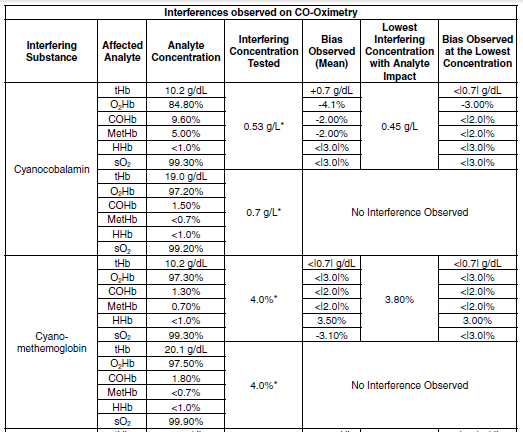 Interferences observed on CO-Oximetry
Interfering Substance | Affected Analyte | Analyte Concentration | Interfering Concentration Tested | Bias Observed (Mean) | Lowest Interfering Concentration with Analyte Impact | Bias Observed at the Lowest Concentration
Cyanocobalamin
tHb | 10.2 g/dL | 0.53 g/L* | +0.7 g/dL | 0.45 g/L | <|0.7| g/dL
O₂Hb | 84.80% | -4.1% | -3.00%
COHb | 9.60% | -2.00% | <|2.0|%
MetHb | 5.00% | -2.00% | <|2.0|%
HHb | <1.0% | <|3.0|% | <|3.0|%
sO₂ | 99.30% | <|3.0|% | <|3.0|%
tHb | 19.0 g/dL | 0.7 g/L* | No Interference Observed
O₂Hb | 97.20%
COHb | 1.50%
MetHb | <0.7%
HHb | <1.0%
sO₂ | 99.20%
Cyano-
methemoglobin
tHb | 10.2 g/dL | 4.0%* | <|0.7| g/dL | 3.80% | <|0.7| g/dL
O₂Hb | 97.30% | <|3.0|% | <|3.0|%
COHb | 1.30% | <|2.0|% | <|2.0|%
MetHb | 0.70% | <|2.0|% | <|2.0|%
HHb | <1.0% | 3.50% | 3.00%
sO₂ | 99.30% | -3.10% | <|3.0|%
tHb | 20.1 g/dL | 4.0%* | No Interference Observed
O₂Hb | 97.50%
COHb | 1.80%
MetHb | <0.7%
HHb | <1.0%
sO₂ | 99.90%